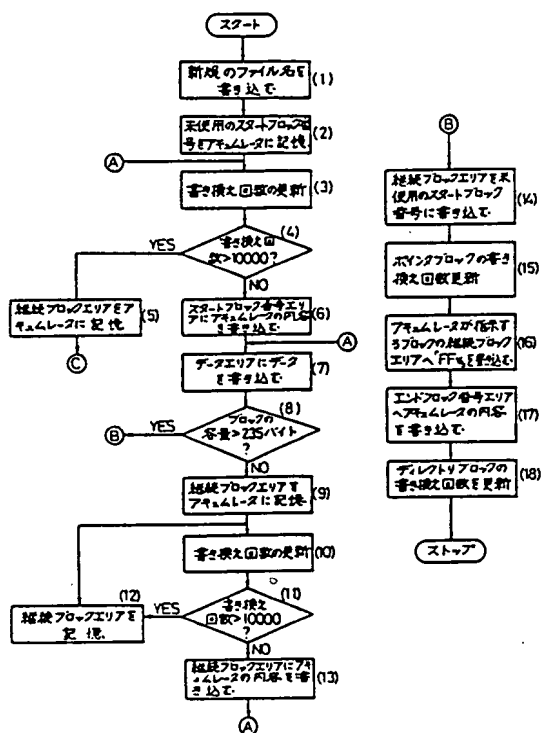 スタート
新規のファイル名を
書き込む
(1)
未使用のスタートブロック番
号をアキュムレータに記憶
(2)
A
書き換え回数の更新
(3)
(4)
書き換え回
数>10000?
YES
NO
継続ブロックエリアをア
キュムレータに記憶
(5)
C
スタートブロック番号エリ
アにアキュムレータの内容
を書き込む
(6)
A
データエリアにデータ
を書き込む
(7)
(8)
ブロックの
容量>235バイト
?
YES
B
NO
継続ブロックエリアを
アキュムレータに記憶
(9)
書き換え回数の更新
(10)
(11)
書き換え
回数>10000
?
YES
(12)
継続ブロックエリアを
記憶
NO
継続ブロックエリアにアキ
ュムレータの内容を書
き込む
(13)
A
B
継続ブロックエリアを未
使用のスタートブロック
番号に書き込む
(14)
ポインタブロックの書き
換え回数更新
(15)
アキュムレータが指示す
るブロックの継続ブロック
エリアへ"FF"を書き込む
(16)
エンドブロック番号エリア
へアキュムレータの内容
を書き込む
(17)
ディレクトリブロックの
書き換え回数を更新
(18)
ストップ